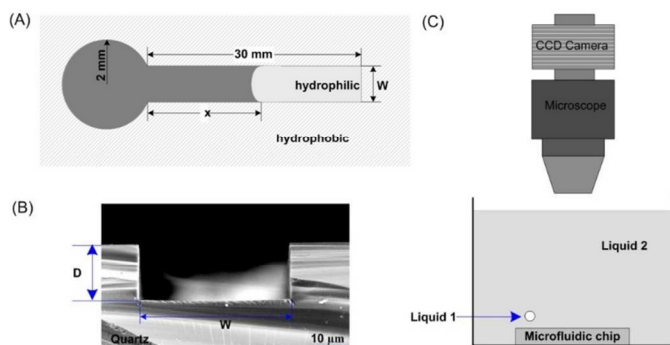 (A)
30 mm
2 mm
hydrophilic
W
x
hydrophobic
(B)
D
W
Quartz
10 μm
(C)
CCD Camera
Microscope
Liquid 2
Liquid 1
Microfluidic chip